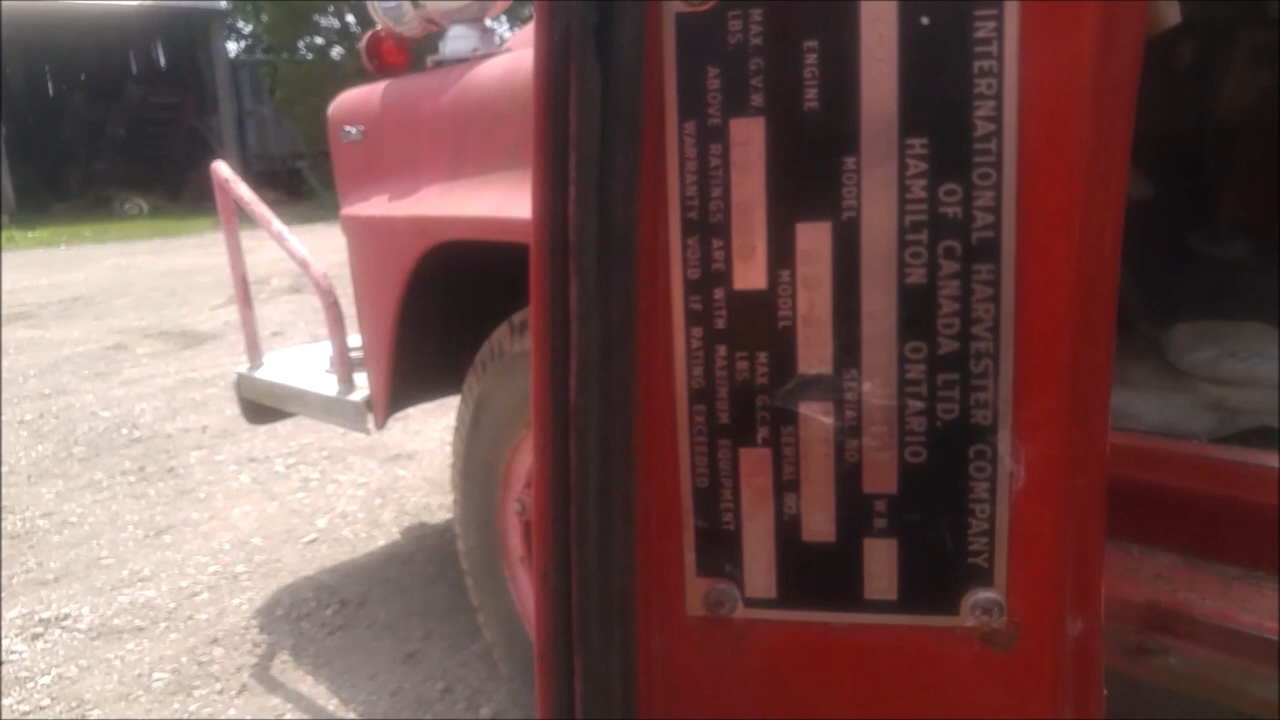 INTERNATIONAL HARVESTER COMPANY
OF CANADA LTD.
HAMILTON ONTARIO
MODEL SERIAL NO. W.B.
ENGINE MODEL SERIAL NO.
MAX. G.V.W. LBS. MAX. G.C.W. LBS.
ABOVE RATINGS ARE WITH MAXIMUM EQUIPMENT
WARRANTY VOID IF RATING EXCEEDED